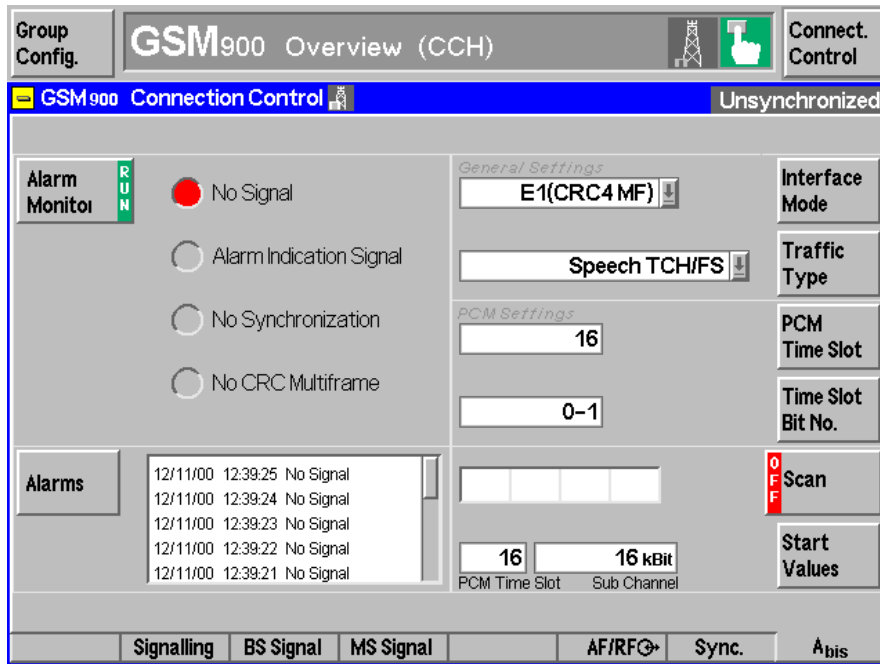 Group
Config.
GSM900 Overview (CCH)
Connect.
Control
GSM900 Connection Control
Unsynchronized
Alarm
Monitor
RUN
No Signal
Alarm Indication Signal
No Synchronization
No CRC Multiframe
General Settings
E1(CRC4 MF)
Speech TCH/FS
PCM Settings
16
0-1
Interface
Mode
Traffic
Type
PCM
Time Slot
Time Slot
Bit No.
Alarms
12/11/00 12:39:25 No Signal
12/11/00 12:39:24 No Signal
12/11/00 12:39:23 No Signal
12/11/00 12:39:22 No Signal
12/11/00 12:39:21 No Signal
16
16 kBit
PCM Time Slot
Sub Channel
OFF
Scan
Start
Values
Signalling
BS Signal
MS Signal
AF/RF
Sync.
Abis